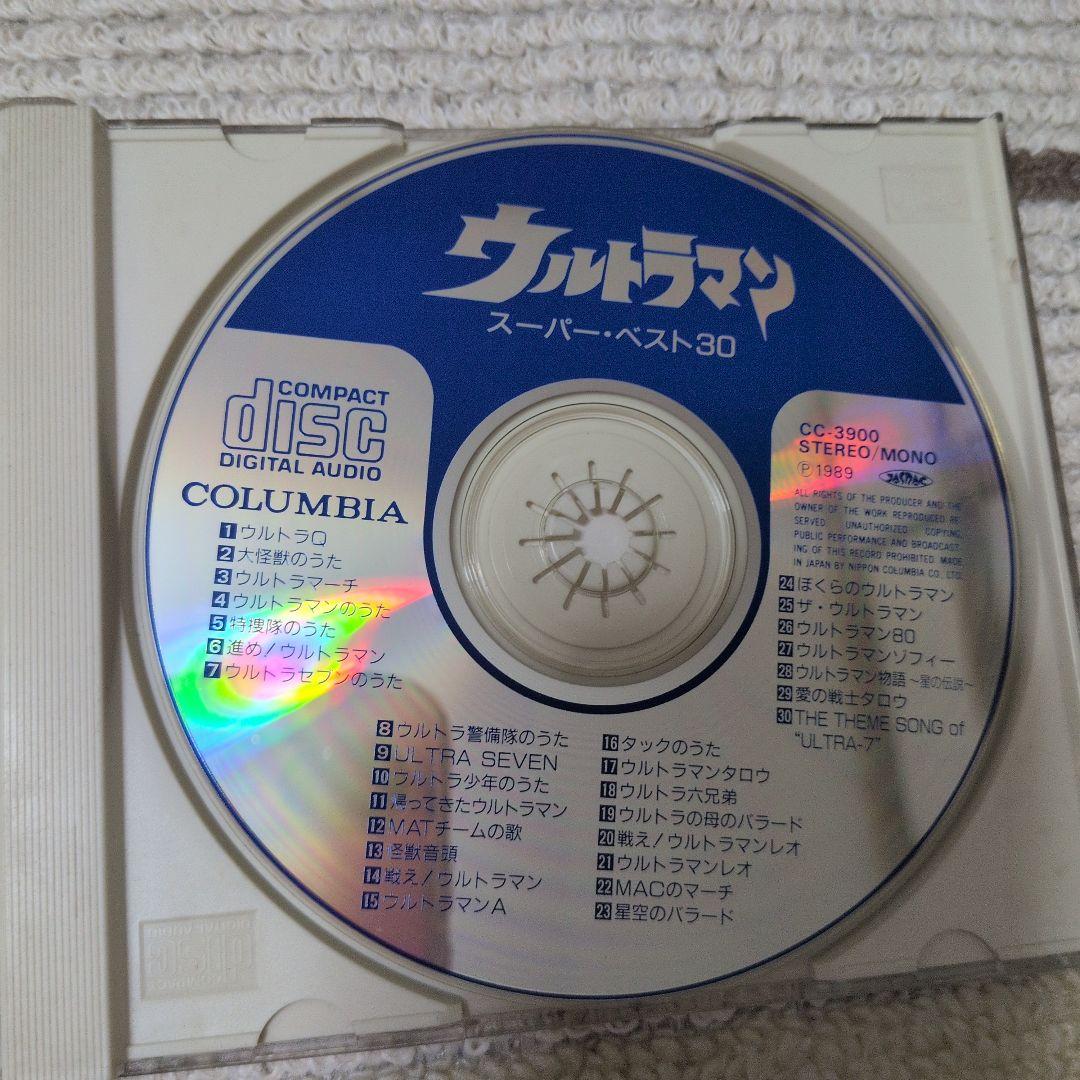 ウルトラマン
スーパー・ベスト30
COMPACT
disc
DIGITAL AUDIO
COLUMBIA
1 ウルトラQ
2 大怪獣のうた
3 ウルトラマーチ
4 ウルトラマンのうた
5 特捜隊のうた
6 進め!ウルトラマン
7 ウルトラセブンのうた
8 ウルトラ警備隊のうた
9 ULTRA SEVEN
10 ウルトラ少年のうた
11 帰ってきたウルトラマン
12 MATチームの歌
13 怪獣音頭
14 戦え!ウルトラマン
15 ウルトラマンA
16 タックのうた
17 ウルトラマンタロウ
18 ウルトラ六兄弟
19 ウルトラの母のバラード
20 戦え!ウルトラマンレオ
21 ウルトラマンレオ
22 MACのマーチ
23 星空のバラード
CC-3900
STEREO/MONO
Ⓟ1989
JASRAC
ALL RIGHTS OF THE PRODUCER AND THE
OWNER OF THE WORK REPRODUCED RE-
SERVED UNAUTHORIZED COPYING,
PUBLIC PERFORMANCE AND BROADCAST-
ING OF THIS RECORD PROHIBITED. MADE
IN JAPAN BY NIPPON COLUMBIA CO., LTD.
24 ぼくらのウルトラマン
25 ザ・ウルトラマン
26 ウルトラマン80
27 ウルトラマンゾフィー
28 ウルトラマン物語〜星の伝説〜
29 愛の戦士タロウ
30 THE THEME SONG of
"ULTRA-7"